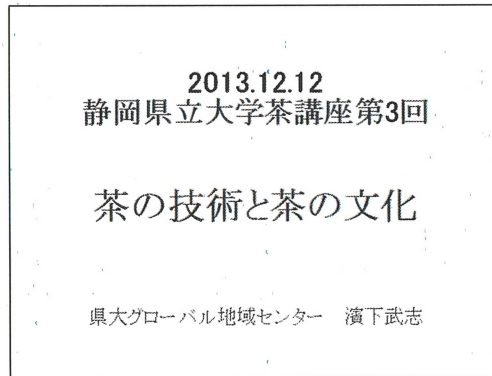 2013.12.12
静岡県立大学茶講座第3回
茶の技術と茶の文化
県大グローバル地域センター　濱下武志